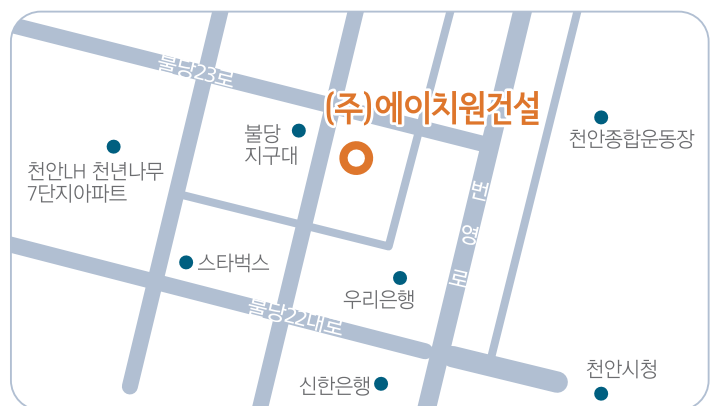 불당23로
(주)에이치원건설
불당
지구대
천안종합운동장
천안LH 천년나무
7단지아파트
번영로
스타벅스
우리은행
불당22대로
천안시청
신한은행